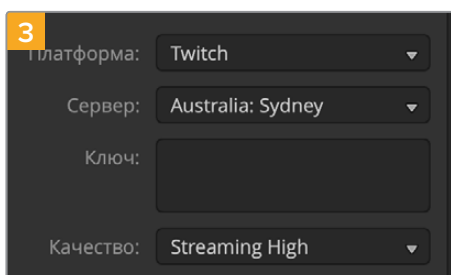 3
Платформа: Twitch
Сервер: Australia: Sydney
Ключ:
Качество: Streaming High